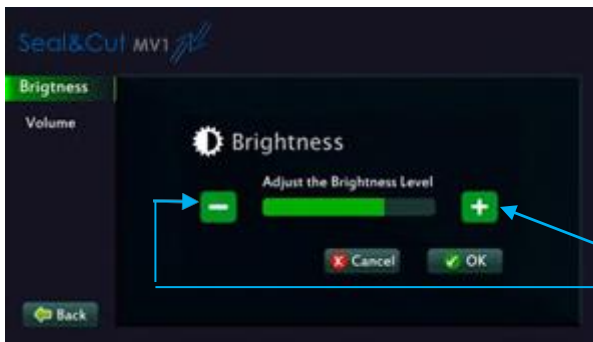 Seal&Cut MV1
Brigtness
Volume
Brightness
Adjust the Brightness Level
Cancel
OK
Back